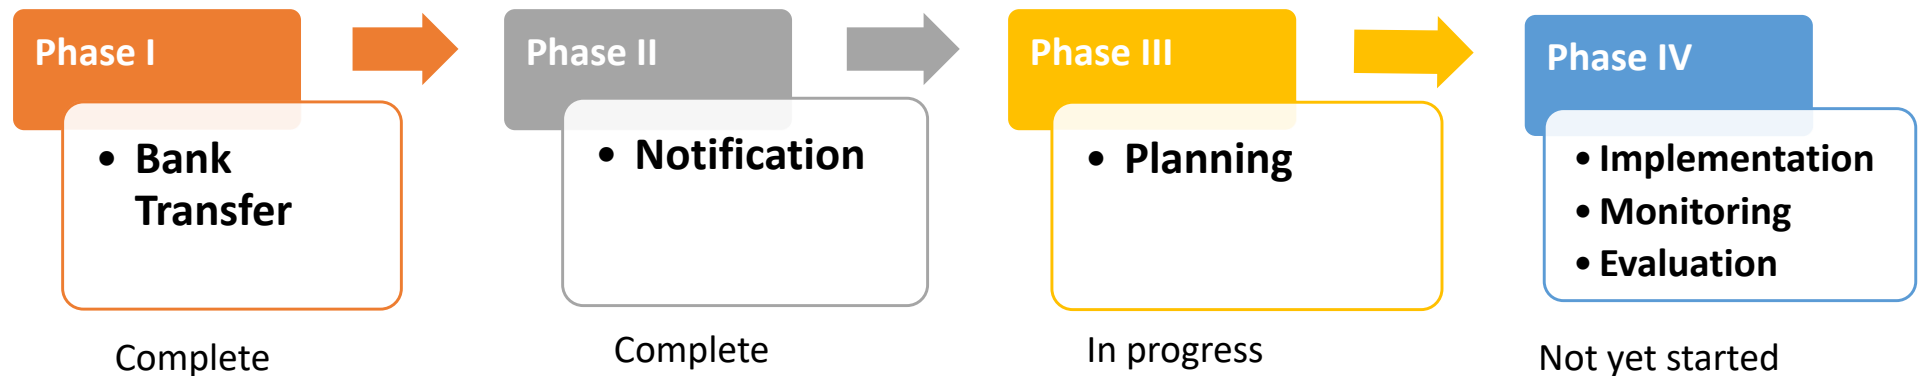 Phase I
• Bank
Transfer
Complete
Phase II
• Notification
Complete
Phase III
• Planning
In progress
Phase IV
• Implementation
• Monitoring
• Evaluation
Not yet started